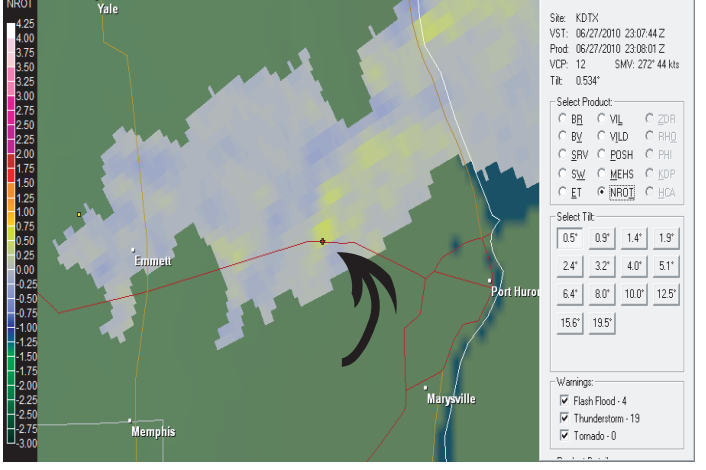 NROT
4.25
4.00
3.75
3.50
3.25
3.00
2.75
2.50
2.25
2.00
1.75
1.50
1.25
1.00
0.75
0.50
0.25
0.00
-0.25
-0.50
-0.75
-1.00
-1.25
-1.50
-1.75
-2.00
-2.25
-2.50
-2.75
-3.00
Yale
Emmett
Port Huron
Marysville
Memphis
Site: KDTX
VST: 06/27/2010 23:07:44 Z
Prod: 06/27/2010 23:08:01 Z
VCP: 12 SMV: 272° 44 kts
Tilt: 0.534°
Select Product:
BR VIL ZDR
BV VILD RHO
SRV POSH PHI
SW MEHS KDP
ET NROT HCA
Select Tilt:
0.5° 0.9° 1.4° 1.9°
2.4° 3.2° 4.0° 5.1°
6.4° 8.0° 10.0° 12.5°
15.6° 19.5°
Warnings:
Flash Flood - 4
Thunderstorm - 19
Tornado - 0